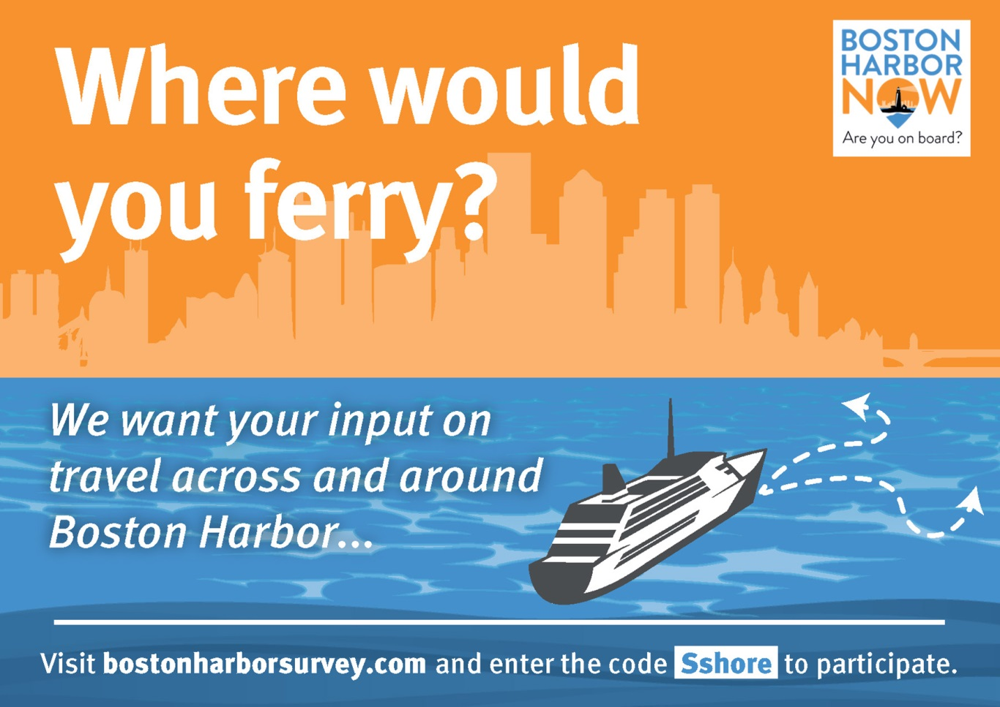 Where would
you ferry?
BOSTON
HARBOR
NOW
Are you on board?
We want your input on
travel across and around
Boston Harbor...
Visit bostonharborsurvey.com and enter the code Sshore to participate.